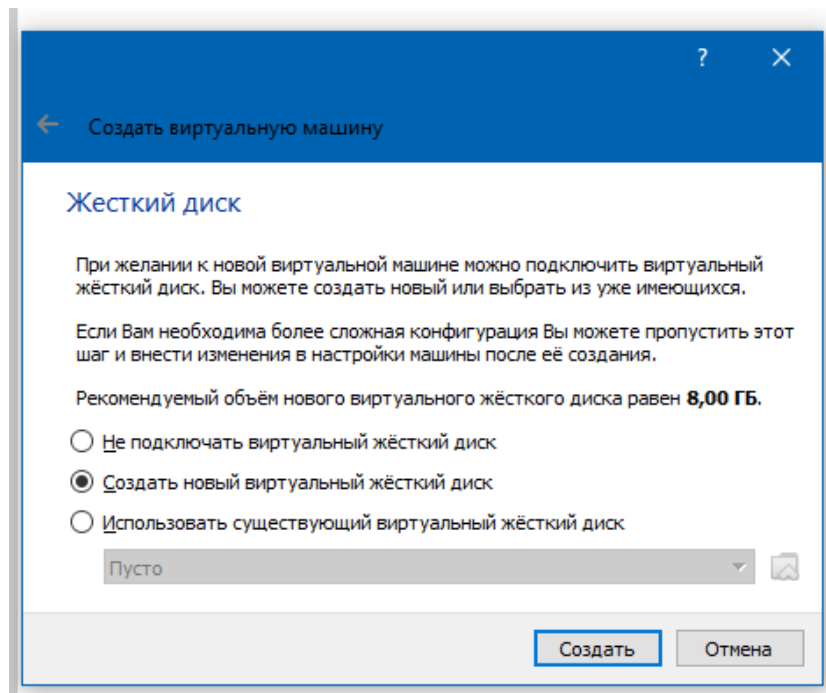 ?
Создать виртуальную машину
Жесткий диск
При желании к новой виртуальной машине можно подключить виртуальный
жёсткий диск. Вы можете создать новый или выбрать из уже имеющихся.
Если Вам необходима более сложная конфигурация Вы можете пропустить этот
шаг и внести изменения в настройки машины после её создания.
Рекомендуемый объём нового виртуального жёсткого диска равен 8,00 ГБ.
Не подключать виртуальный жёсткий диск
Создать новый виртуальный жёсткий диск
Использовать существующий виртуальный жёсткий диск
Пусто
Создать Отмена